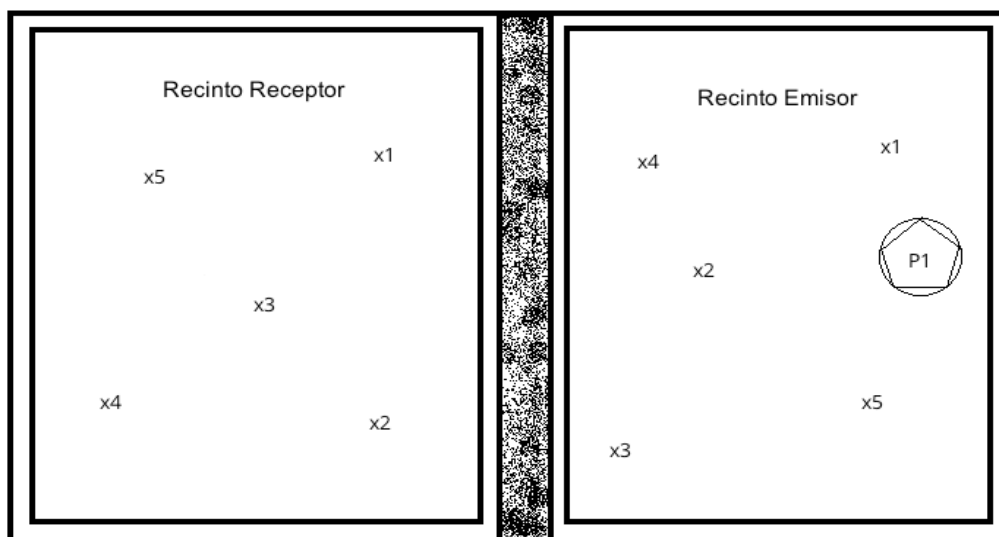 Recinto Receptor
x1
x5
x3
x4
x2
Recinto Emisor
x1
x4
P1
x2
x5
x3